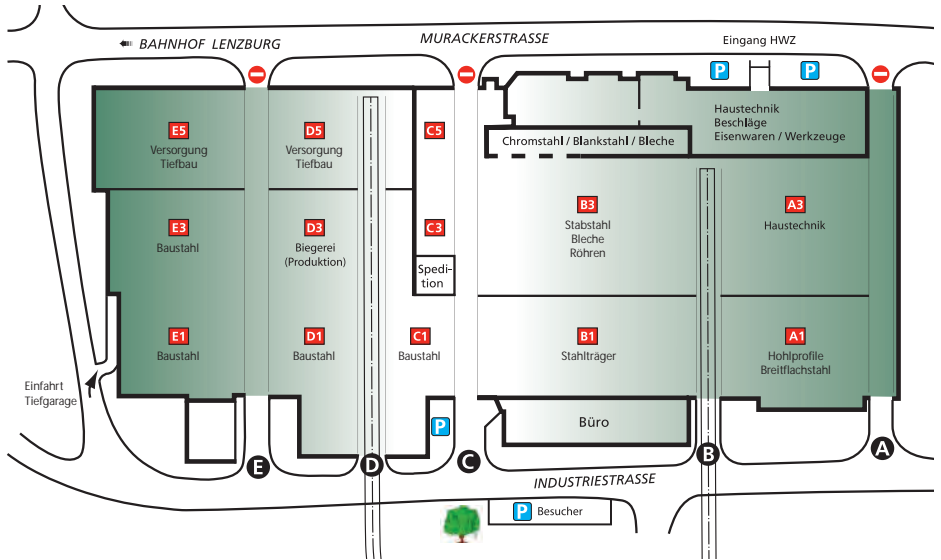 BAHNHOF LENZBURG
MURACKERSTRASSE
Eingang HWZ
P
P
Haustechnik
Beschläge
Eisenwaren / Werkzeuge
Chromstahl / Blankstahl / Bleche
E5
Versorgung
Tiefbau
D5
Versorgung
Tiefbau
C5
E3
Baustahl
D3
Biegerei
(Produktion)
C3
Spedi-
tion
B3
Stabstahl
Bleche
Röhren
A3
Haustechnik
E1
Baustahl
D1
Baustahl
C1
Baustahl
B1
Stahlträger
A1
Hohlprofile
Breitflachstahl
Einfahrt
Tiefgarage
P
Büro
E
D
C
B
A
INDUSTRIESTRASSE
P Besucher